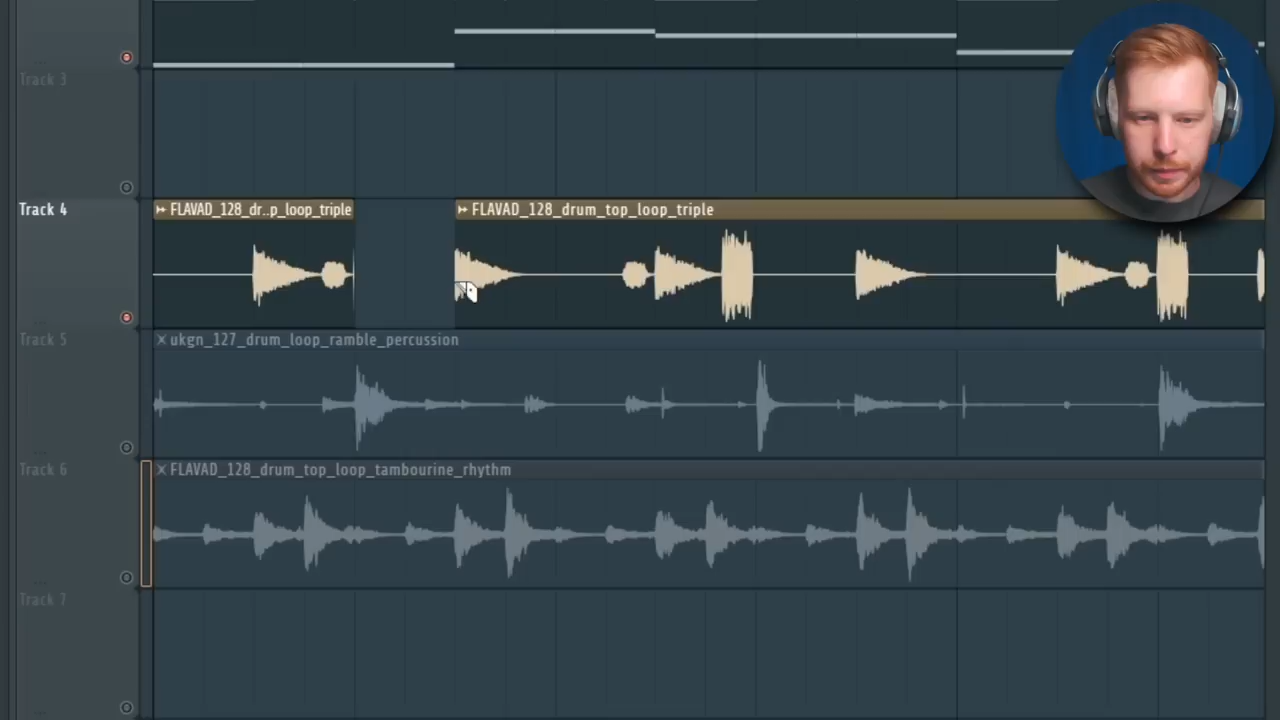 Track 3
Track 4
FLAVAD_128_dr..p_loop_triple
FLAVAD_128_drum_top_loop_triple
Track 5
ukgn_127_drum_loop_ramble_percussion
Track 6
FLAVAD_128_drum_top_loop_tambourine_rhythm
Track 7